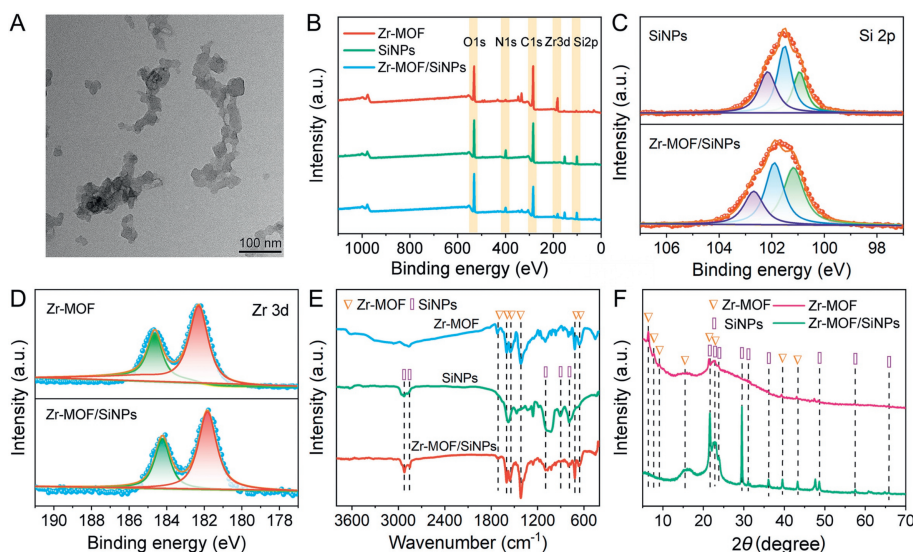 A
100 nm
B
Zr-MOF
SiNPs
Zr-MOF/SiNPs
O1s N1s C1s Zr3d Si2p
Intensity (a.u.)
1000 800 600 400 200 0
Binding energy (eV)
C
SiNPs
Si 2p
Zr-MOF/SiNPs
Intensity (a.u.)
106 104 102 100 98
Binding energy (eV)
D
Zr-MOF
Zr 3d
Zr-MOF/SiNPs
Intensity (a.u.)
190 188 186 184 182 180 178
Binding energy (eV)
E
Zr-MOF SiNPs
Zr-MOF
SiNPs
Zr-MOF/SiNPs
Intensity (a.u.)
3600 3000 2400 1800 1200 600
Wavenumber (cm⁻¹)
F
Zr-MOF Zr-MOF
SiNPs Zr-MOF/SiNPs
Intensity (a.u.)
10 20 30 40 50 60 70
2θ (degree)